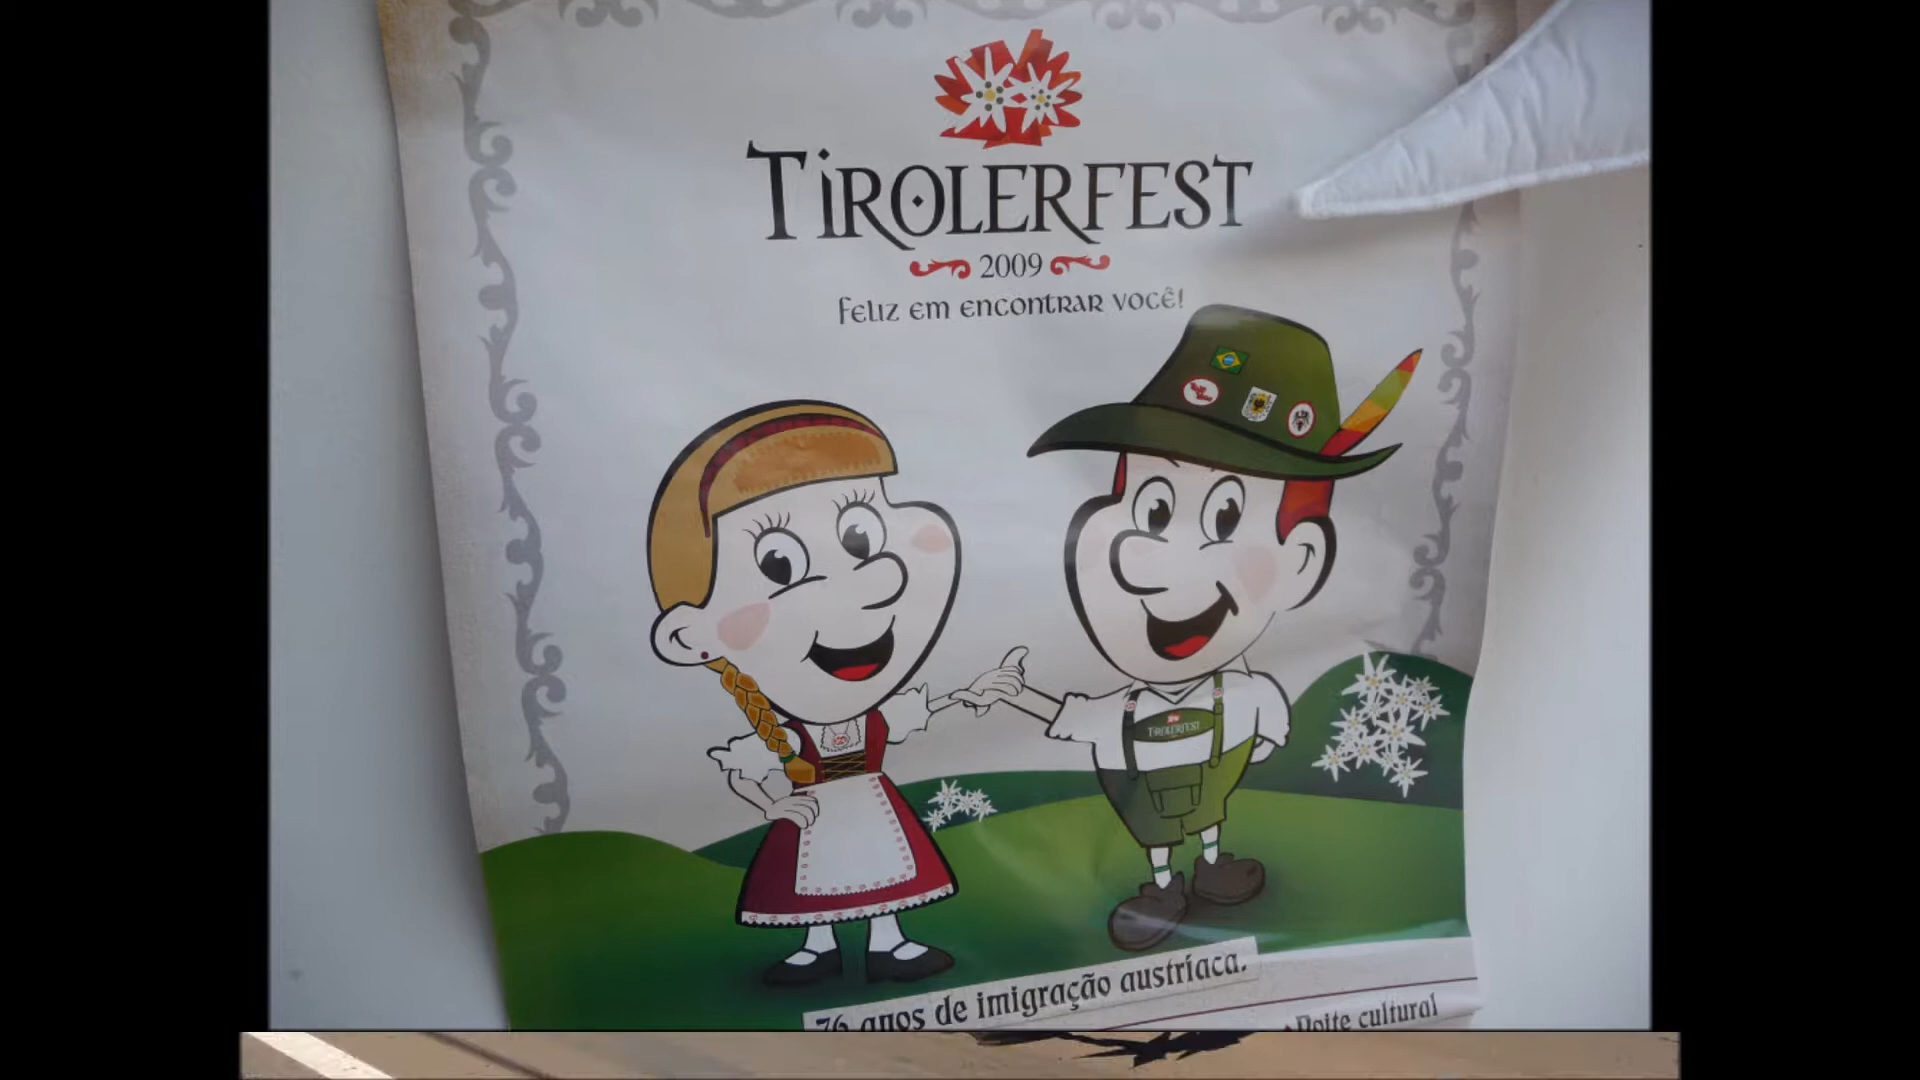 TIROLERFEST
2009
Feliz em encontrar você!
TIROLERFEST
76 anos de imigração austríaca.
Noite cultural